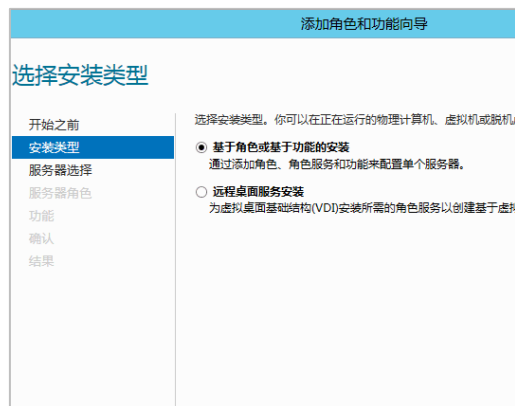 添加角色和功能向导
选择安装类型
开始之前
安装类型
服务器选择
服务器角色
功能
确认
结果
选择安装类型。你可以在正在运行的物理计算机、虚拟机或脱机
基于角色或基于功能的安装
通过添加角色、角色服务和功能来配置单个服务器。
远程桌面服务安装
为虚拟桌面基础结构(VDI)安装所需的角色服务以创建基于虚